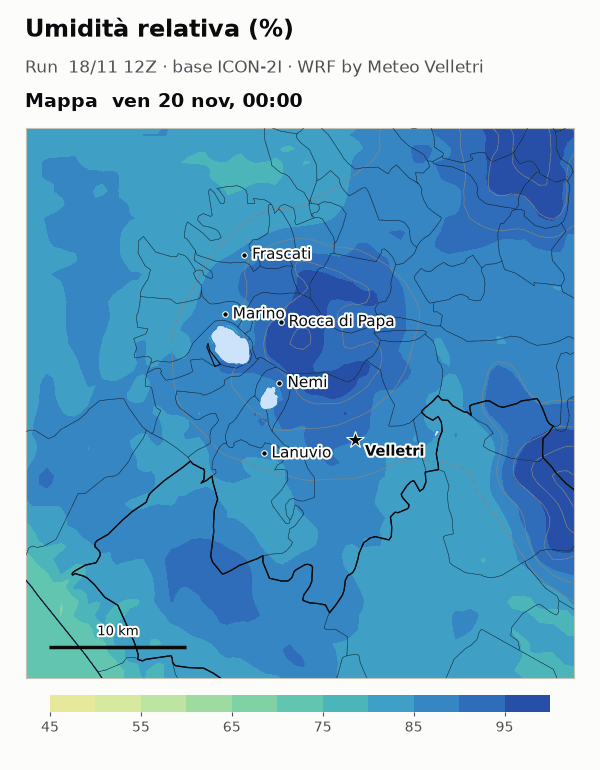 Umidità relativa (%)
Run  18/11 12Z · base ICON-2I · WRF by Meteo Velletri
Mappa  ven 20 nov, 00:00
Frascati
Marino
Rocca di Papa
Nemi
Velletri
Lanuvio
10 km
45 55 65 75 85 95